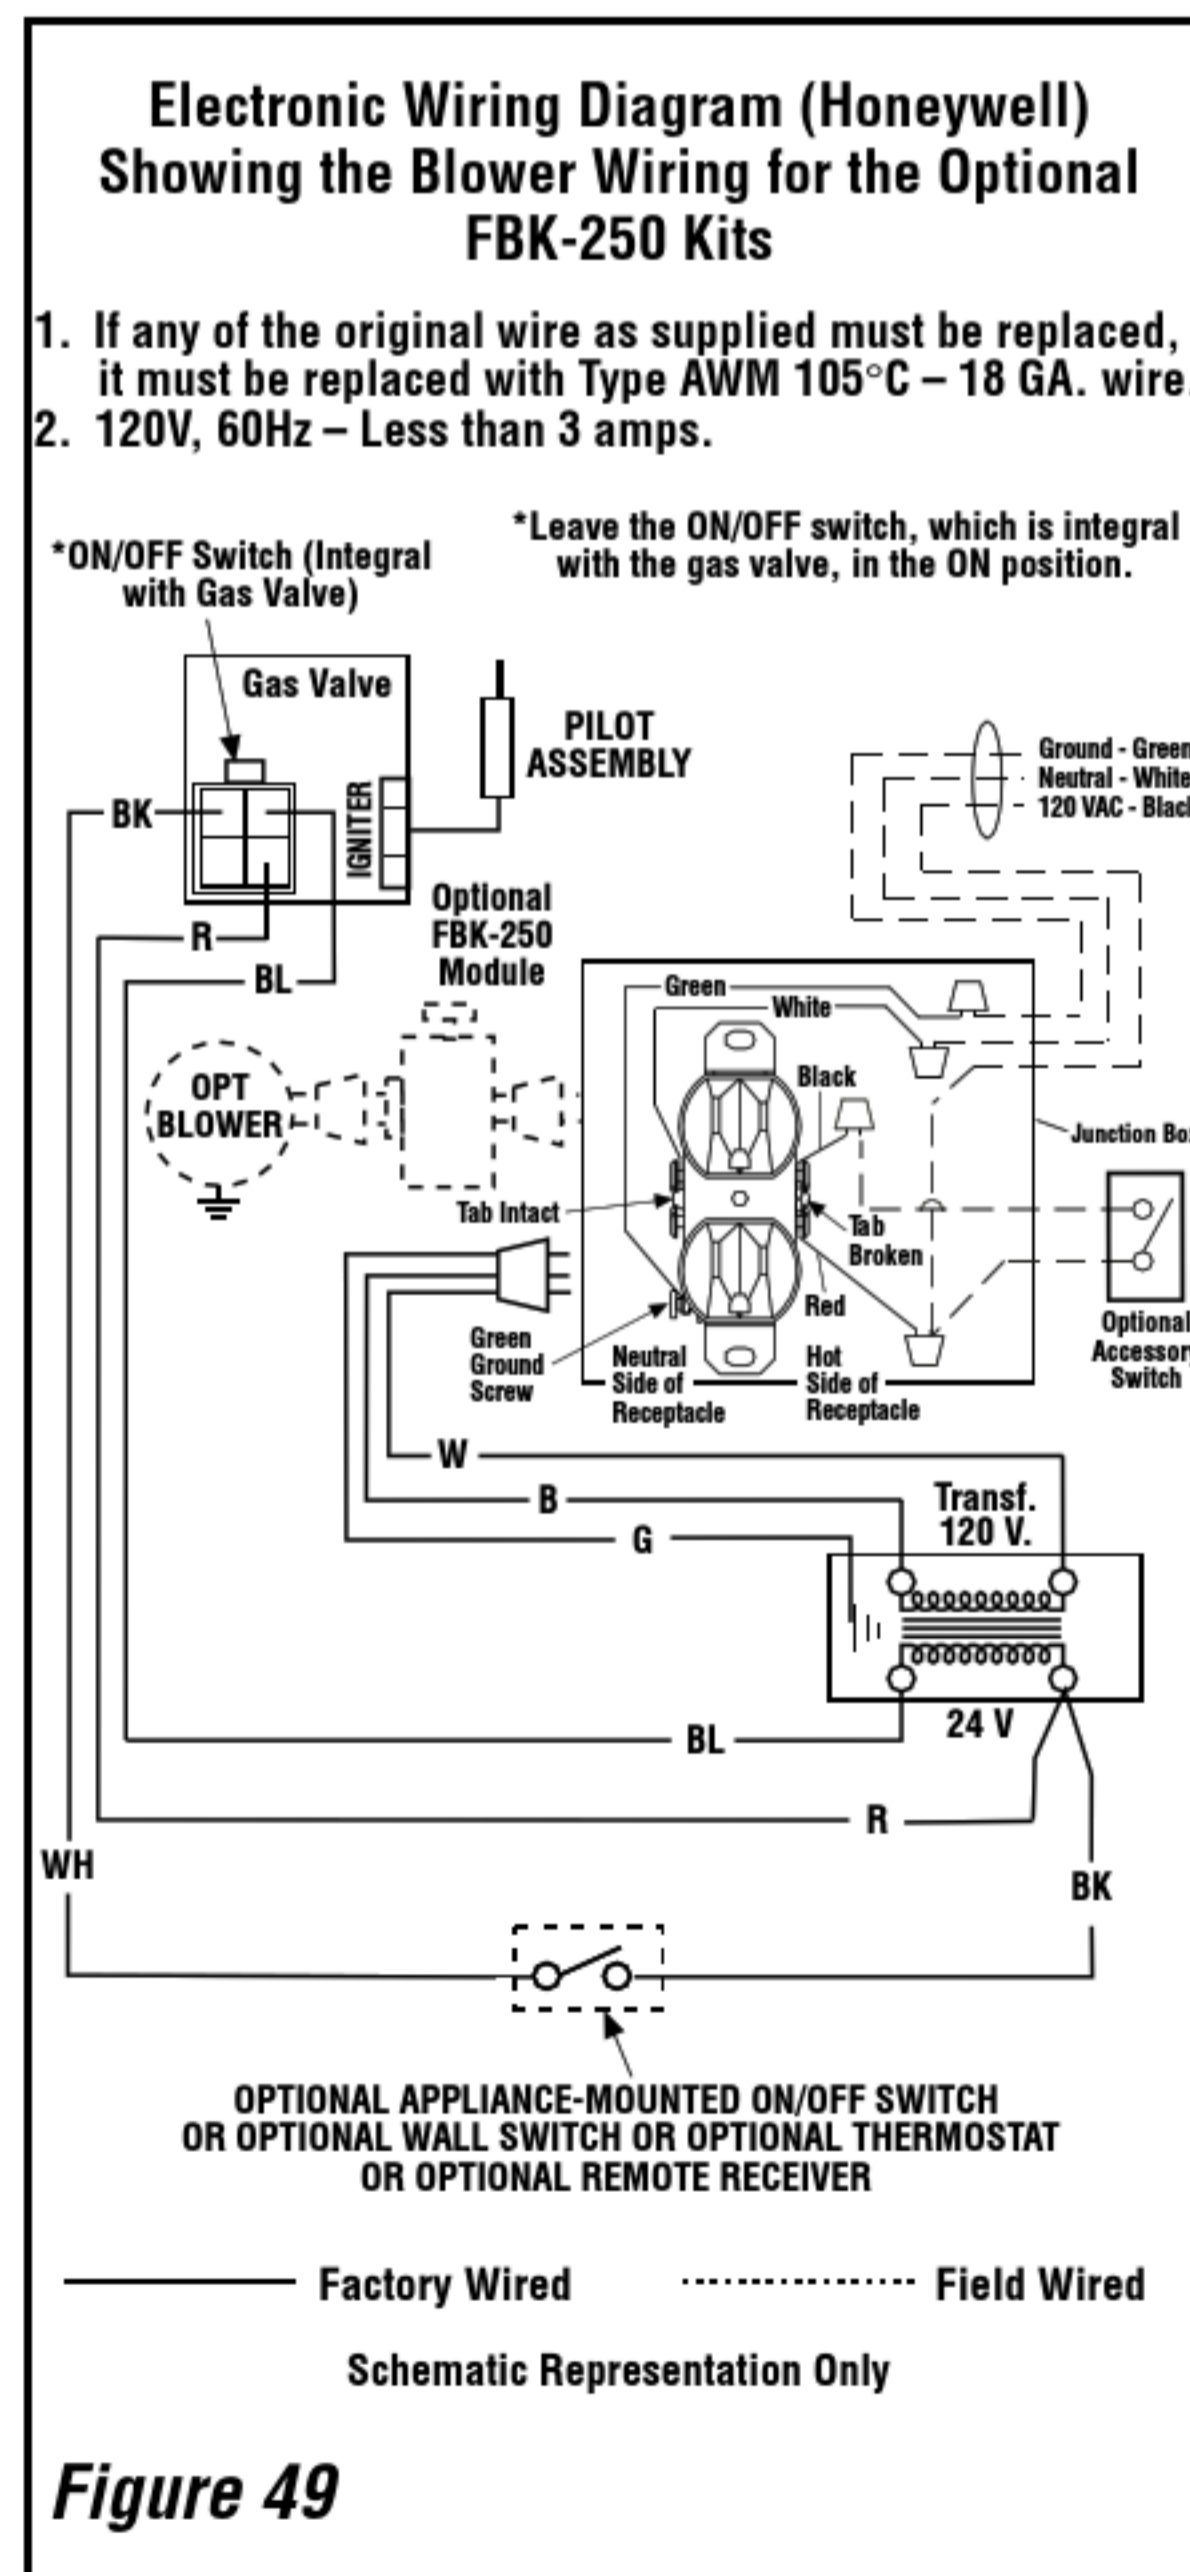 Electronic Wiring Diagram (Honeywell)
Showing the Blower Wiring for the Optional
FBK-250 Kits
1. If any of the original wire as supplied must be replaced,
it must be replaced with Type AWM 105°C – 18 GA. wire.
2. 120V, 60Hz – Less than 3 amps.
*Leave the ON/OFF switch, which is integral
with the gas valve, in the ON position.
*ON/OFF Switch (Integral
with Gas Valve)
Gas Valve
PILOT
ASSEMBLY
IGNITER
Ground - Green
Neutral - White
120 VAC - Black
BK
R
BL
Optional
FBK-250
Module
OPT
BLOWER
Green
White
Black
Junction Box
Tab Intact
Tab
Broken
Red
Green
Ground
Screw
Neutral
Side of
Receptacle
Hot
Side of
Receptacle
Optional
Accessory
Switch
W
B
G
Transf.
120 V.
24 V
BL
R
WH
BK
OPTIONAL APPLIANCE-MOUNTED ON/OFF SWITCH
OR OPTIONAL WALL SWITCH OR OPTIONAL THERMOSTAT
OR OPTIONAL REMOTE RECEIVER
Factory Wired
Field Wired
Schematic Representation Only
Figure 49